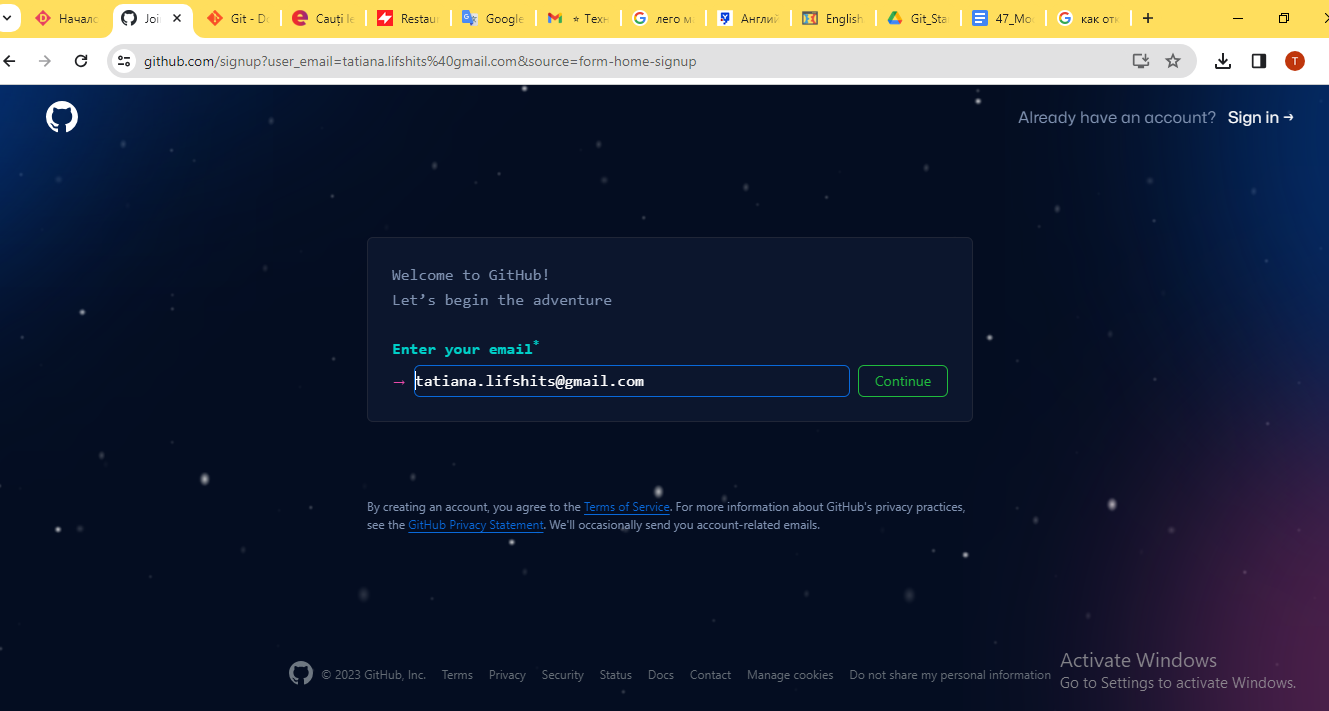 Начало
Joi
Git - Do
Cauți le
Restau
Google
★ Техн
лего м
Англий
English
Git_Sta
47_Mo
как отк
github.com/signup?user_email=tatiana.lifshits%40gmail.com&source=form-home-signup
T
Already have an account? Sign in →
Welcome to GitHub!
Let’s begin the adventure
Enter your email*
→ tatiana.lifshits@gmail.com Continue
By creating an account, you agree to the Terms of Service. For more information about GitHub's privacy practices,
see the GitHub Privacy Statement. We'll occasionally send you account-related emails.
© 2023 GitHub, Inc. Terms Privacy Security Status Docs Contact Manage cookies Do not share my personal information
Activate Windows
Go to Settings to activate Windows.